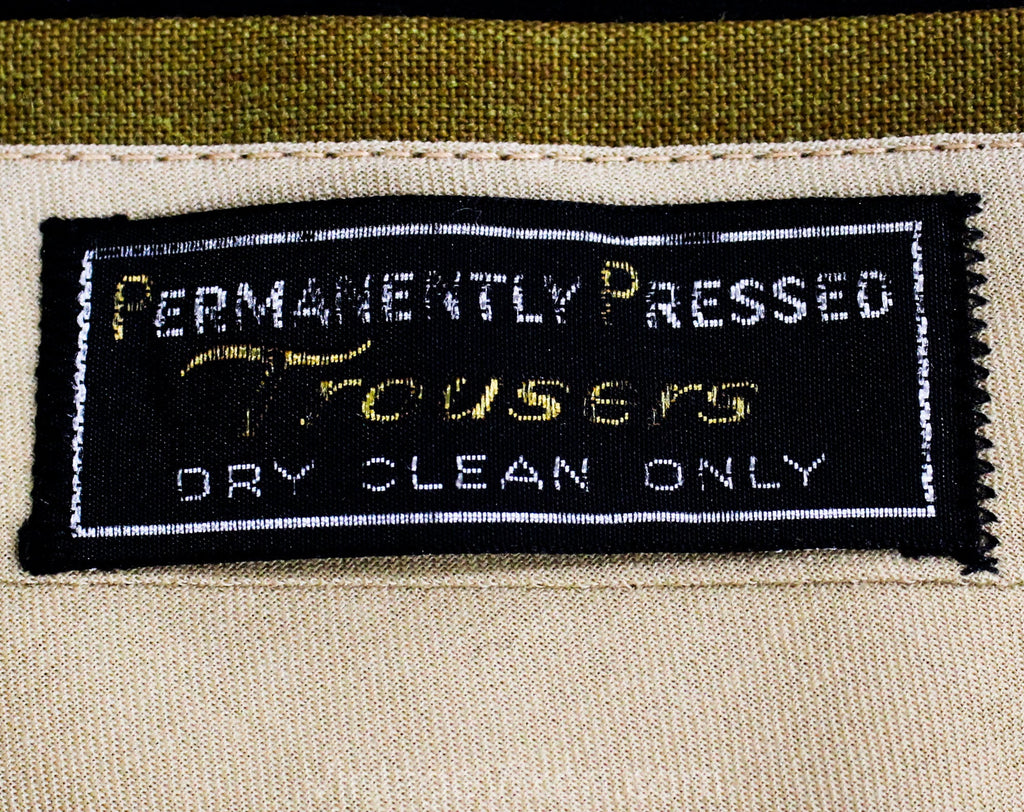 PERMANENTLY PRESSED
Trousers
DRY CLEAN ONLY